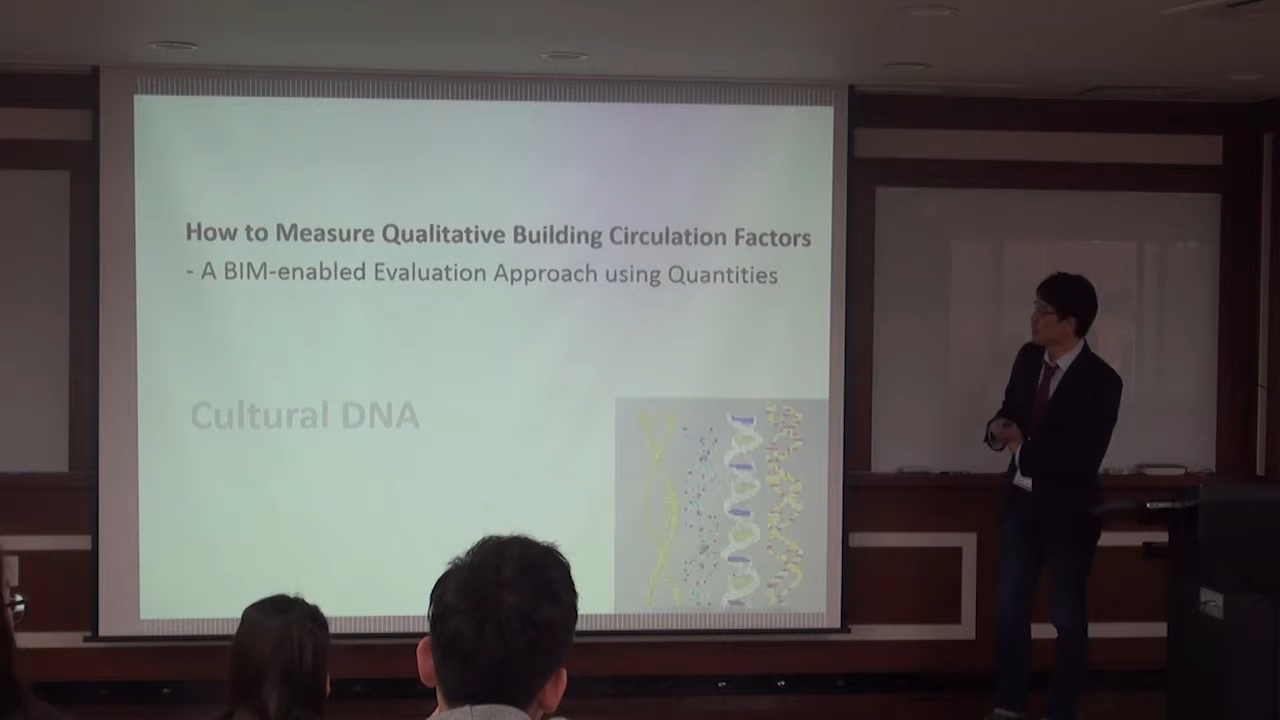 How to Measure Qualitative Building Circulation Factors
- A BIM-enabled Evaluation Approach using Quantities
Cultural DNA